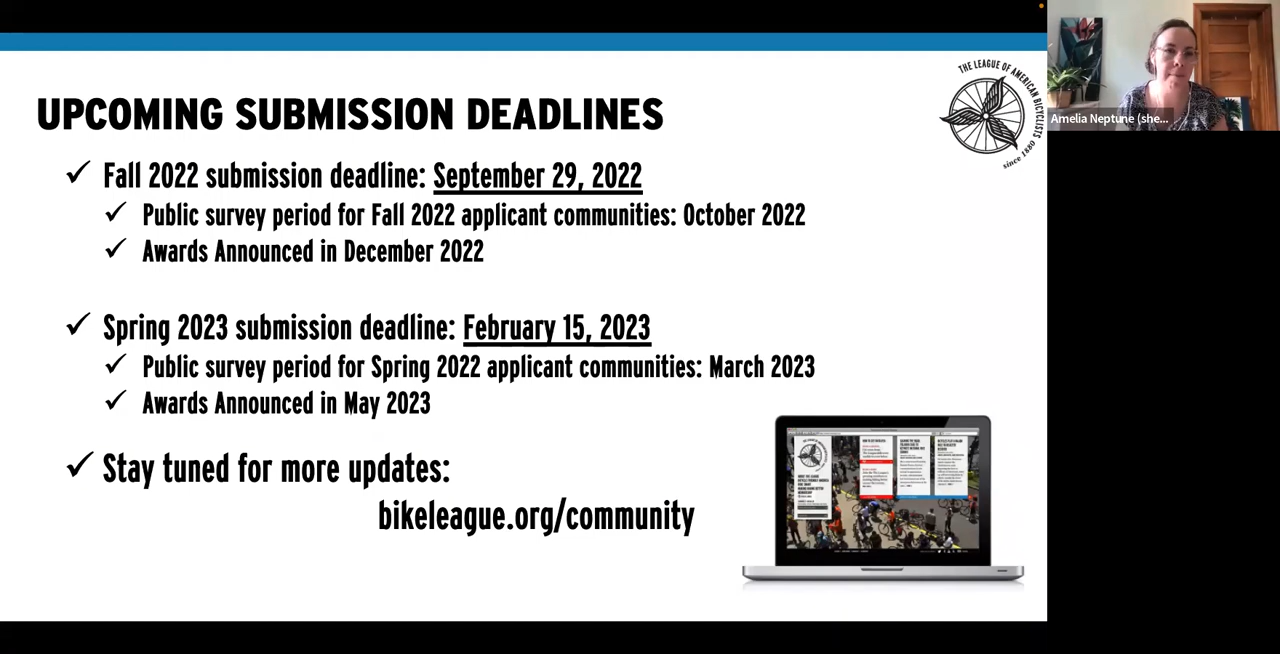 THE LEAGUE OF AMERICAN BICYCLISTS
since 1880
Amelia Neptune (she...
UPCOMING SUBMISSION DEADLINES
✓ Fall 2022 submission deadline: September 29, 2022
✓ Public survey period for Fall 2022 applicant communities: October 2022
✓ Awards Announced in December 2022
✓ Spring 2023 submission deadline: February 15, 2023
✓ Public survey period for Spring 2022 applicant communities: March 2023
✓ Awards Announced in May 2023
✓ Stay tuned for more updates:
bikeleague.org/community